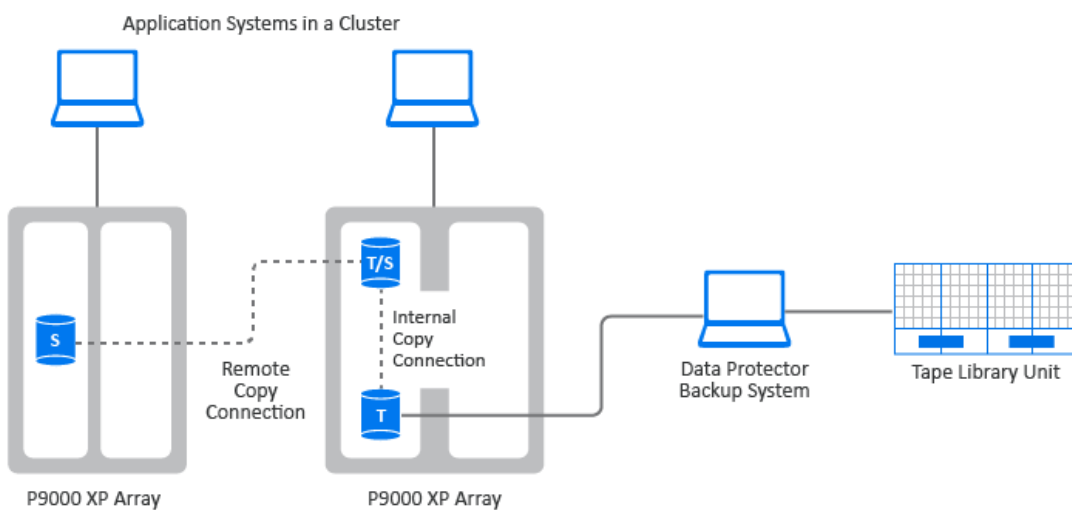 Application Systems in a Cluster
T/S
S
Internal
Copy
Connection
Remote
Copy
Connection
T
Data Protector
Backup System
Tape Library Unit
P9000 XP Array
P9000 XP Array